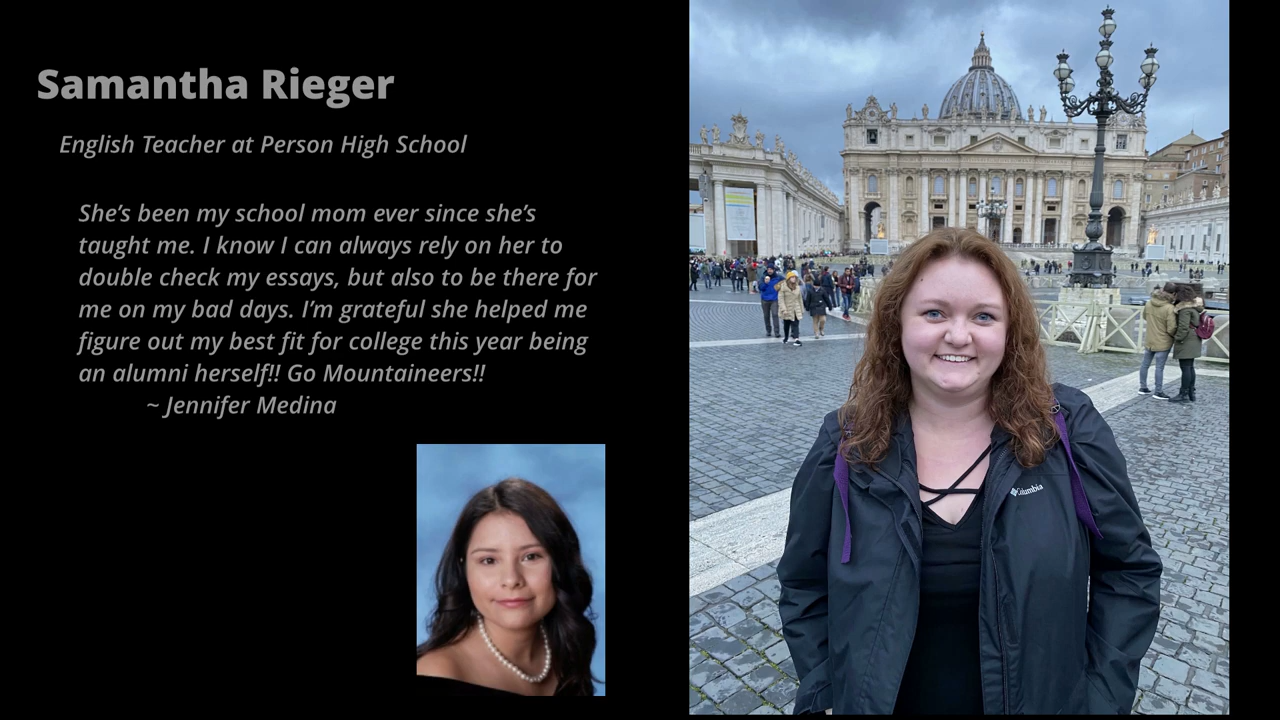 Samantha Rieger
English Teacher at Person High School
She’s been my school mom ever since she’s
taught me. I know I can always rely on her to
double check my essays, but also to be there for
me on my bad days. I’m grateful she helped me
figure out my best fit for college this year being
an alumni herself!! Go Mountaineers!!
~ Jennifer Medina
Columbia